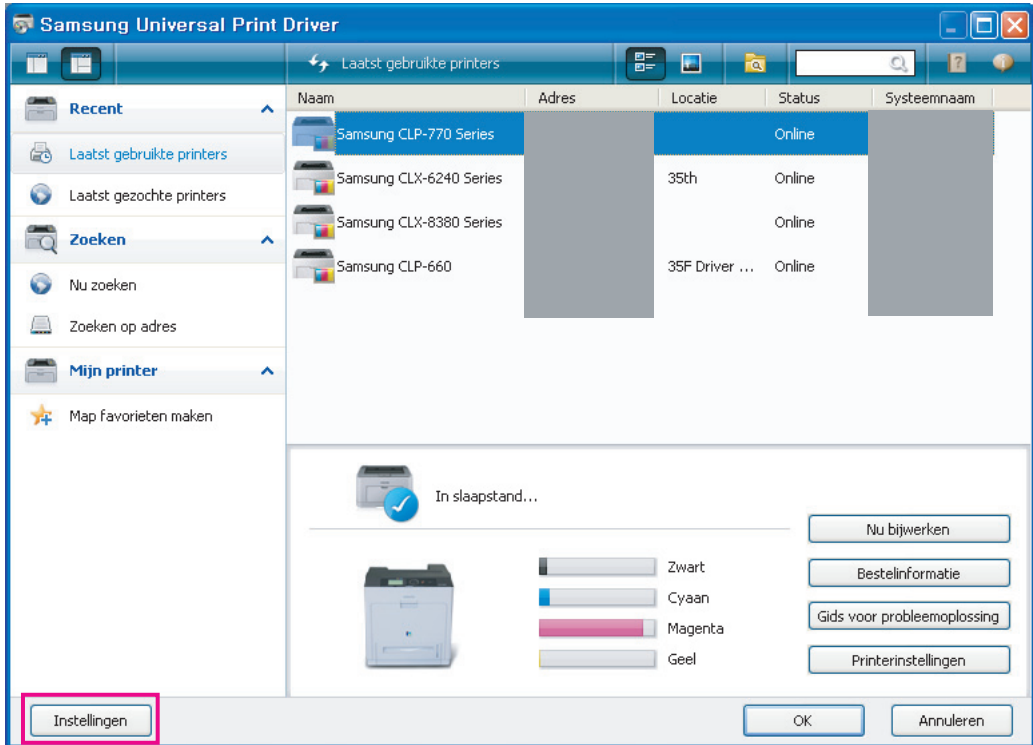 Samsung Universal Print Driver
Laatst gebruikte printers
Recent
Laatst gebruikte printers
Laatst gezochte printers
Zoeken
Nu zoeken
Zoeken op adres
Mijn printer
Map favorieten maken
Naam Adres Locatie Status Systeemnaam
Samsung CLP-770 Series Online
Samsung CLX-6240 Series 35th Online
Samsung CLX-8380 Series Online
Samsung CLP-660 35F Driver ... Online
In slaapstand...
Zwart
Cyaan
Magenta
Geel
Nu bijwerken
Bestelinformatie
Gids voor probleemoplossing
Printerinstellingen
Instellingen
OK
Annuleren